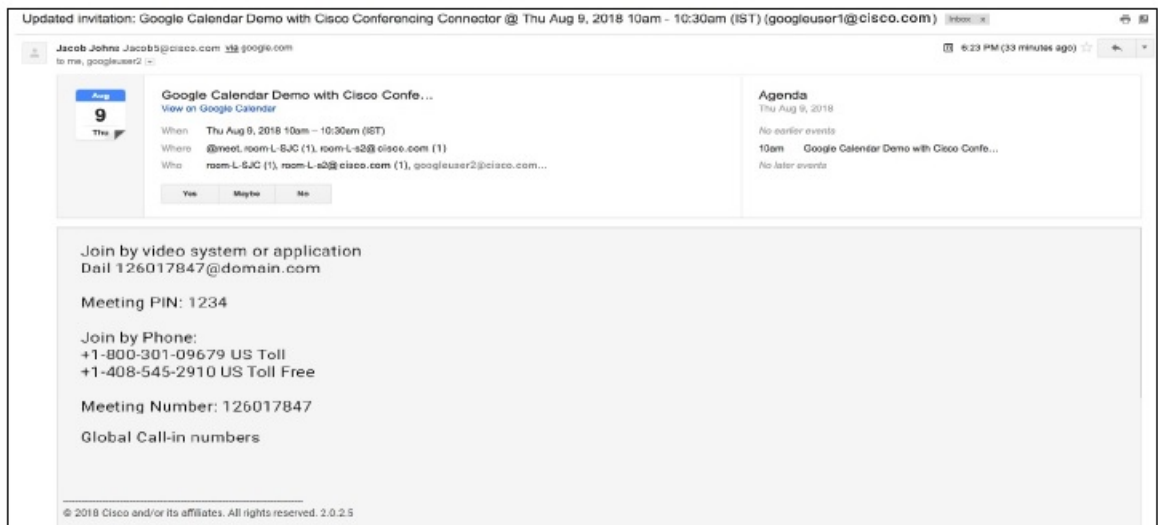 Updated invitation: Google Calendar Demo with Cisco Conferencing Connector @ Thu Aug 9, 2018 10am - 10:30am (IST) (googleuser1@cisco.com) Inbox x
Jacob Johns Jacob5@cisco.com via google.com 6:23 PM (33 minutes ago)
to me, googleuser2
Aug
9
Thu
Google Calendar Demo with Cisco Confe...
View on Google Calendar
When Thu Aug 9, 2018 10am – 10:30am (IST)
Where @meet, room-L-SJC (1), room-L-s2@cisco.com (1)
Who room-L-SJC (1), room-L-s2@cisco.com (1), googleuser2@cisco.com...
Yes Maybe No
Agenda
Thu Aug 9, 2018
No earlier events
10am Google Calendar Demo with Cisco Confe...
No later events
Join by video system or application
Dail 126017847@domain.com
Meeting PIN: 1234
Join by Phone:
+1-800-301-09679 US Toll
+1-408-545-2910 US Toll Free
Meeting Number: 126017847
Global Call-in numbers
© 2018 Cisco and/or its affiliates. All rights reserved. 2.0.2.5